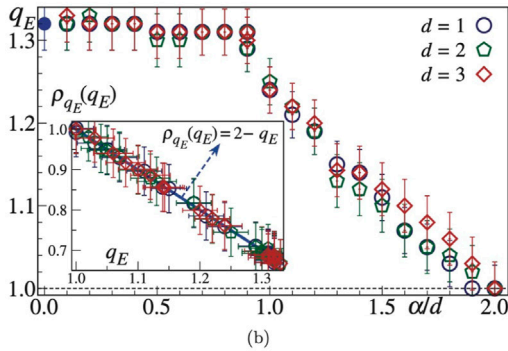 q_E
1.3
1.2
1.1
1.0
d = 1
d = 2
d = 3
ρ_{q_E}(q_E)
1.0
0.9
0.8
0.7
ρ_{q_E}(q_E)=2− q_E
q_E
1.0 1.1 1.2 1.3
0.0 0.5 1.0 1.5 α/d 2.0
(b)